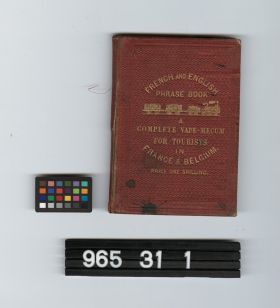 FRENCH AND ENGLISH
PHRASE BOOK
A
COMPLETE VADE-MECUM
FOR TOURISTS
IN
FRANCE & BELGIUM.
PRICE ONE SHILLING.
965 31 1